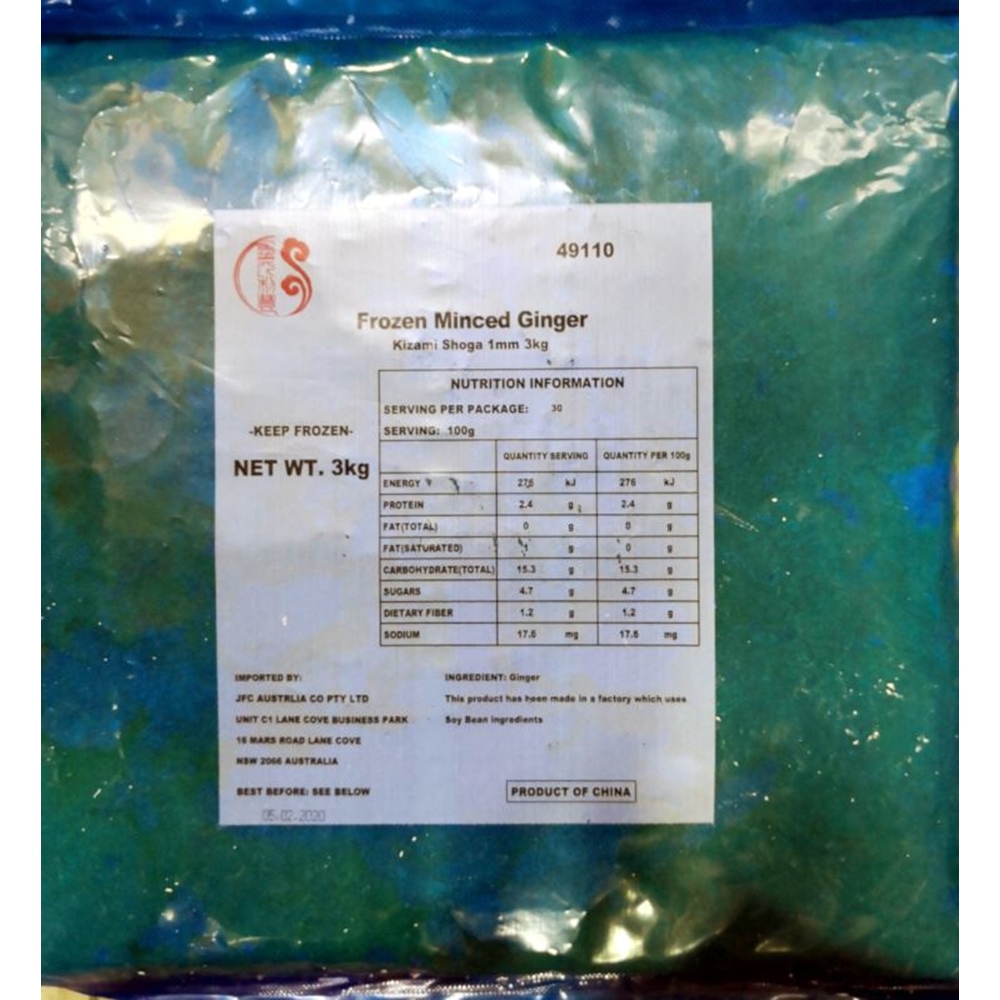 49110
Frozen Minced Ginger
Kizami Shoga 1mm 3kg
NUTRITION INFORMATION
SERVING PER PACKAGE: 30
SERVING: 100g
-KEEP FROZEN-
NET WT. 3kg
QUANTITY SERVING QUANTITY PER 100g
ENERGY 276 kJ 276 kJ
PROTEIN 2.4 g 2.4 g
FAT(TOTAL) 0 g 0 g
FAT(SATURATED) g 0 g
CARBOHYDRATE(TOTAL) 15.3 g 15.3 g
SUGARS 4.7 g 4.7 g
DIETARY FIBER 1.2 g 1.2 g
SODIUM 17.6 mg 17.6 mg
IMPORTED BY:
JFC AUSTRLIA CO PTY LTD
UNIT C1 LANE COVE BUSINESS PARK
16 MARS ROAD LANE COVE
NSW 2066 AUSTRALIA
BEST BEFORE: SEE BELOW
05.02.2020
INGREDIENT: Ginger
This product has been made in a factory which uses
Soy Bean ingredients
PRODUCT OF CHINA